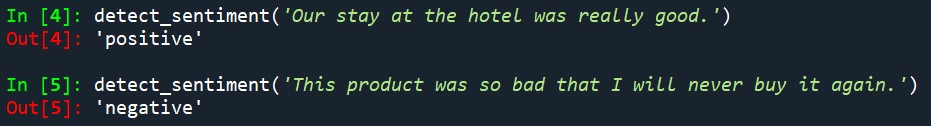 In [4]: detect_sentiment('Our stay at the hotel was really good.')
Out[4]: 'positive'
In [5]: detect_sentiment('This product was so bad that I will never buy it again.')
Out[5]: 'negative'